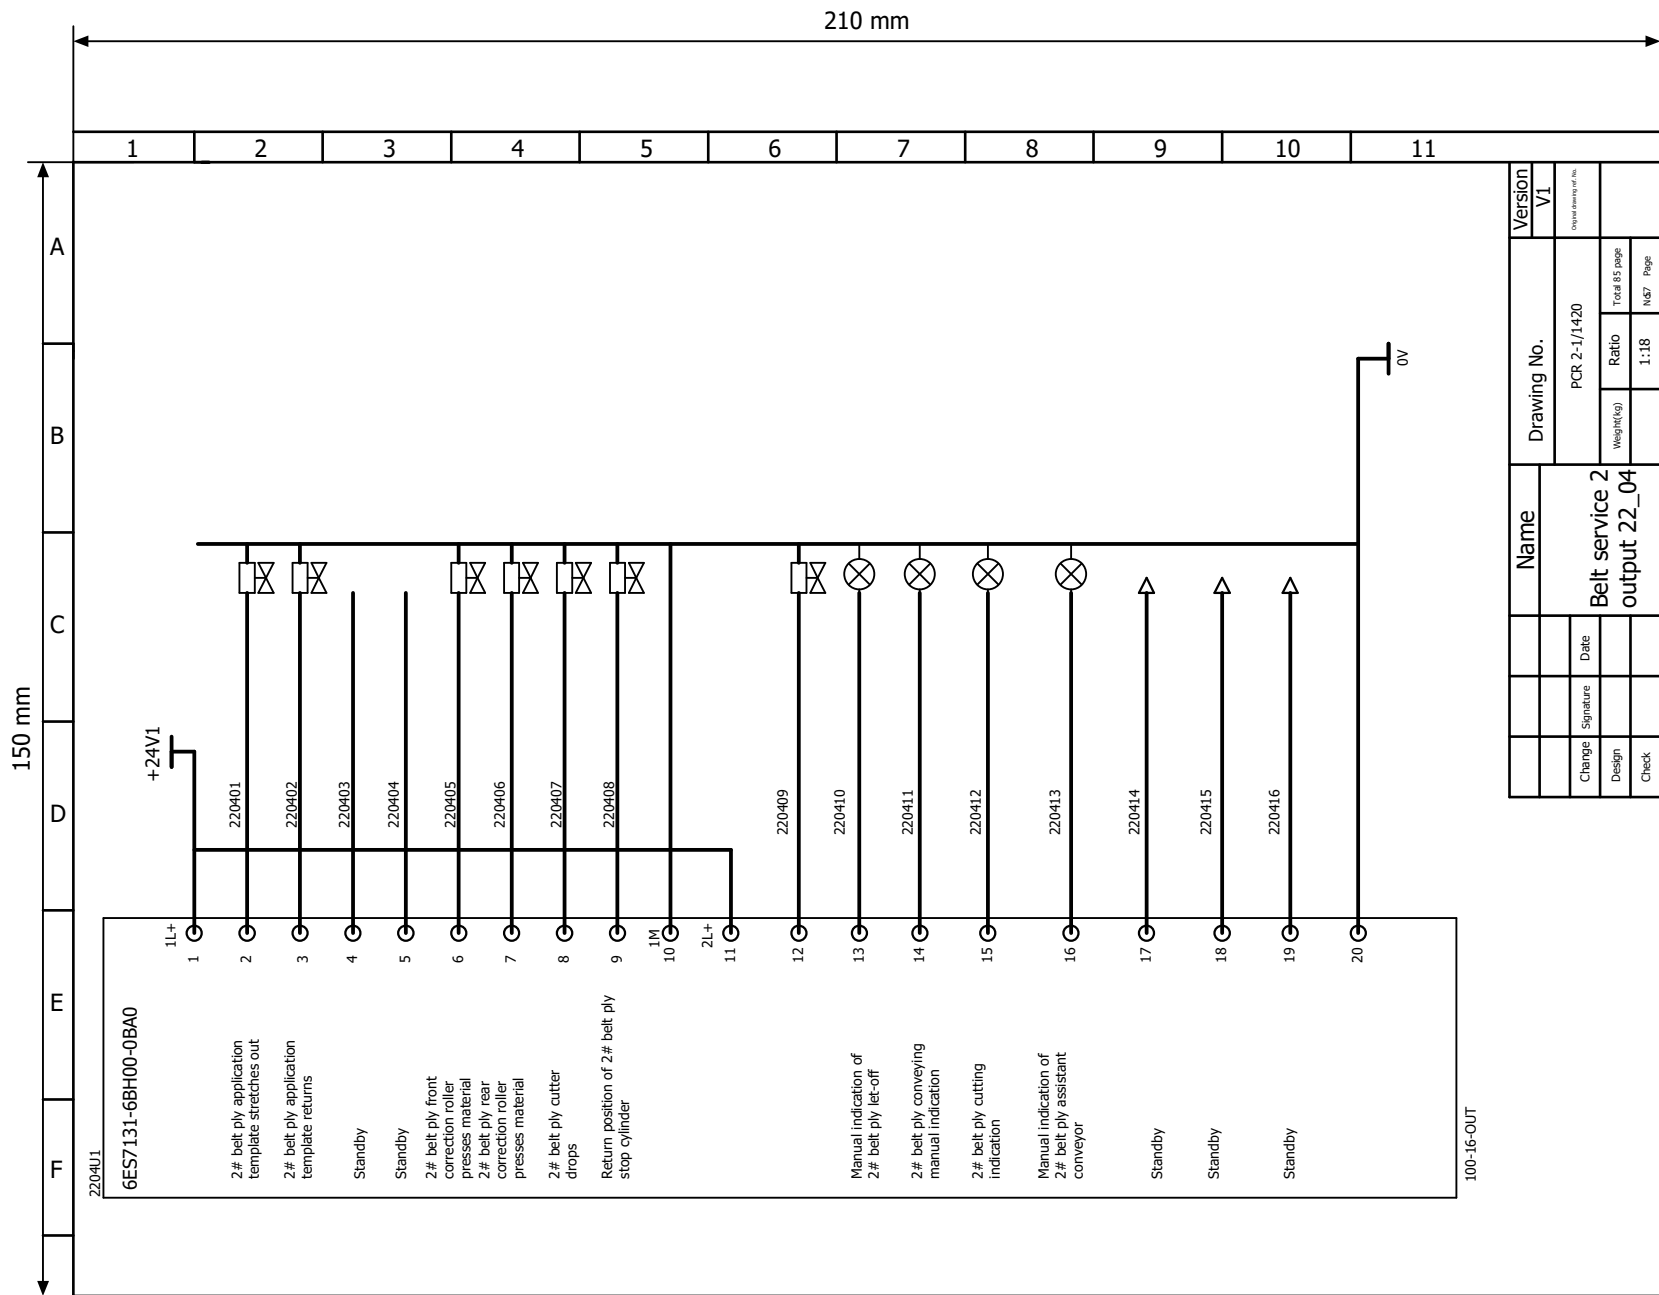 210 mm
1 2 3 4 5 6 7 8 9 10 11
150 mm
A
B
C
D
E
F
Version
V1
Original drawing ref. No.
Drawing No.
PCR 2-1/1420
Weight(kg)
Ratio
Total 85 page
1:18
Page
Name
Belt service 2
output 22_04
Change
Signature
Date
Design
Check
0V
+24V1
220401
220402
220403
220404
220405
220406
220407
220408
220409
220410
220411
220412
220413
220414
220415
220416
1L+
1M
2L+
1
2
3
4
5
6
7
8
9
10
11
12
13
14
15
16
17
18
19
20
2204U1
6ES7131-6BH00-0BA0
2# belt ply application
template stretches out
2# belt ply application
template returns
Standby
Standby
2# belt ply front
correction roller
presses material
2# belt ply rear
correction roller
presses material
2# belt ply cutter
drops
Return position of 2# belt ply
stop cylinder
Manual indication of
2# belt ply let-off
2# belt ply conveying
manual indication
2# belt ply cutting
indication
Manual indication of
2# belt ply assistant
conveyor
Standby
Standby
Standby
100-16-OUT